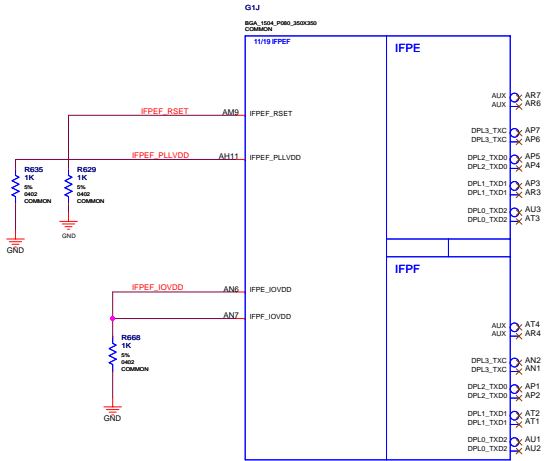 G1J
BGA_1504_P080_350X350
COMMON
11/19 IFPEF
IFPE
AUX AR7
AUX AR6
IFPEF_RSET AM9 IFPEF_RSET
DPL3_TXC AP7
DPL3_TXC AP6
IFPEF_PLLVDD AH11 IFPEF_PLLVDD
DPL2_TXD0 AP5
DPL2_TXD0 AP4
R635
1K
5%
0402
COMMON
R629
1K
5%
0402
COMMON
DPL1_TXD1 AP3
DPL1_TXD1 AR3
DPL0_TXD2 AU3
DPL0_TXD2 AT3
GND
GND
IFPF
IFPEF_IOVDD AN6 IFPE_IOVDD
AN7 IFPF_IOVDD
AUX AT4
AUX AR4
R668
1K
5%
0402
COMMON
DPL3_TXC AN2
DPL3_TXC AN1
DPL2_TXD0 AP1
DPL2_TXD0 AP2
DPL1_TXD1 AT2
DPL1_TXD1 AT1
GND
DPL0_TXD2 AU1
DPL0_TXD2 AU2